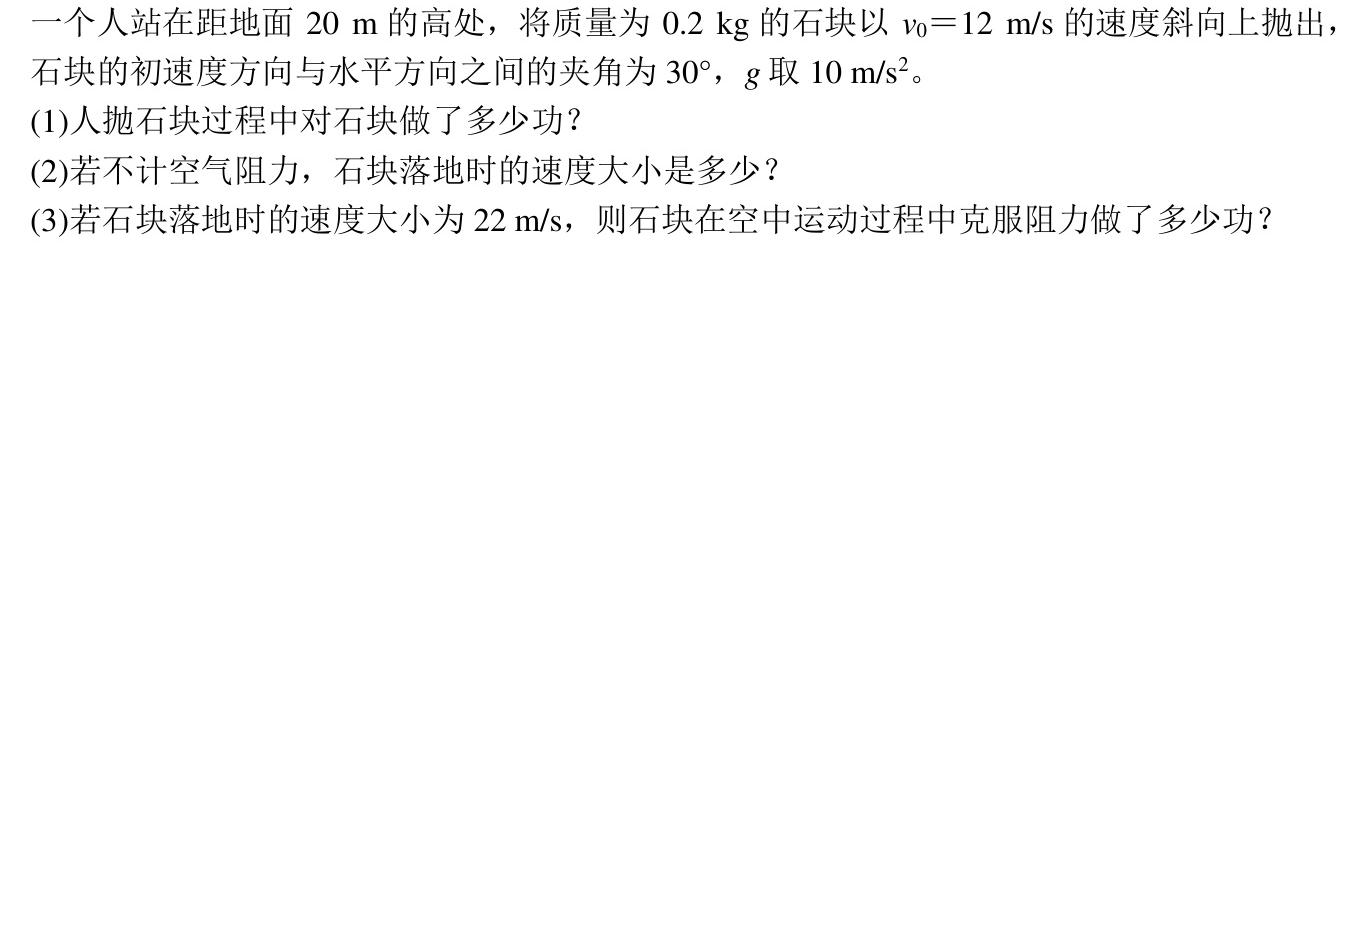 一个人站在距地面 20 m 的高处，将质量为 0.2 kg 的石块以 v₀＝12 m/s 的速度斜向上抛出，
石块的初速度方向与水平方向之间的夹角为 30°，g 取 10 m/s²。
(1)人抛石块过程中对石块做了多少功？
(2)若不计空气阻力，石块落地时的速度大小是多少？
(3)若石块落地时的速度大小为 22 m/s，则石块在空中运动过程中克服阻力做了多少功？